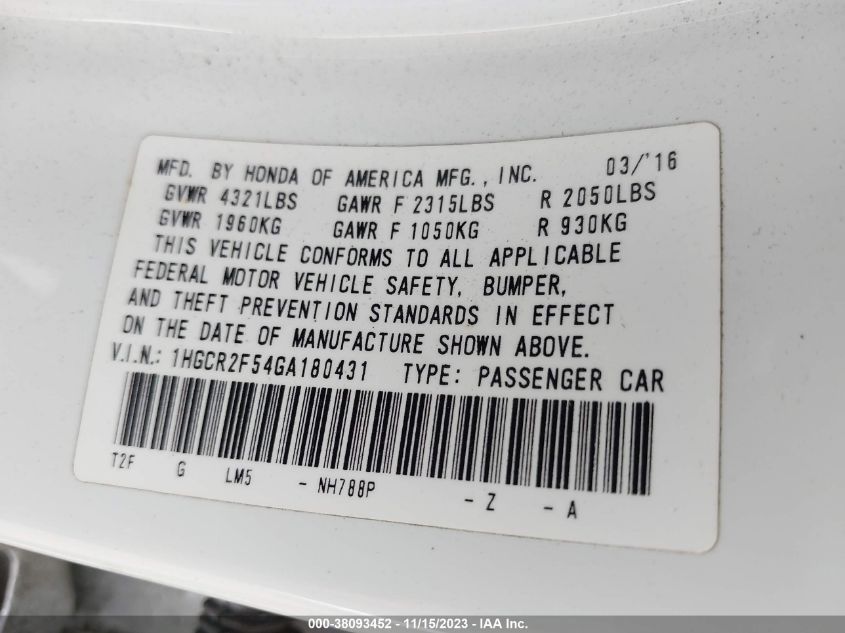 MFD. BY HONDA OF AMERICA MFG., INC. 03/'16
GVWR 4321LBS GAWR F 2315LBS R 2050LBS
GVWR 1960KG GAWR F 1050KG R 930KG
THIS VEHICLE CONFORMS TO ALL APPLICABLE
FEDERAL MOTOR VEHICLE SAFETY, BUMPER,
AND THEFT PREVENTION STANDARDS IN EFFECT
ON THE DATE OF MANUFACTURE SHOWN ABOVE.
V.I.N.: 1HGCR2F54GA180431 TYPE: PASSENGER CAR
T2F G LM5 - NH788P - Z - A
000-38093452 - 11/15/2023 - IAA Inc.